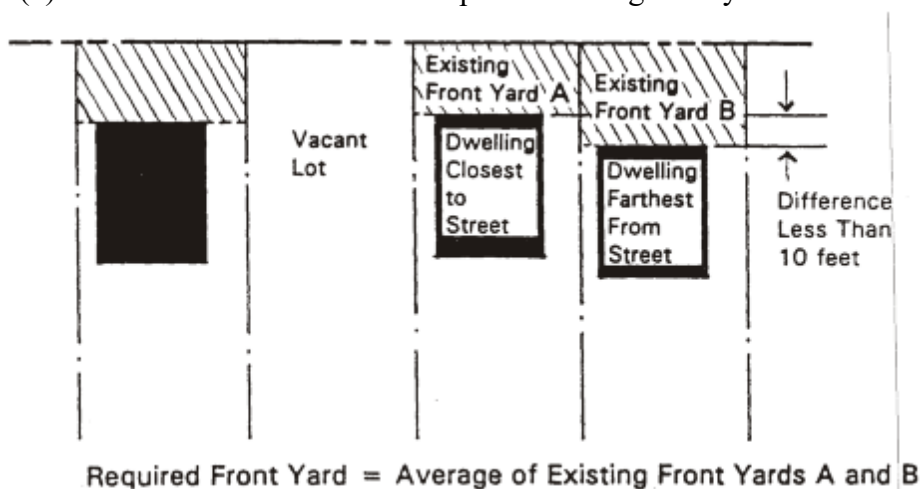 Existing
Front Yard A
Existing
Front Yard B
Vacant
Lot
Dwelling
Closest
to
Street
Dwelling
Farthest
From
Street
Difference
Less Than
10 feet
Required Front Yard = Average of Existing Front Yards A and B